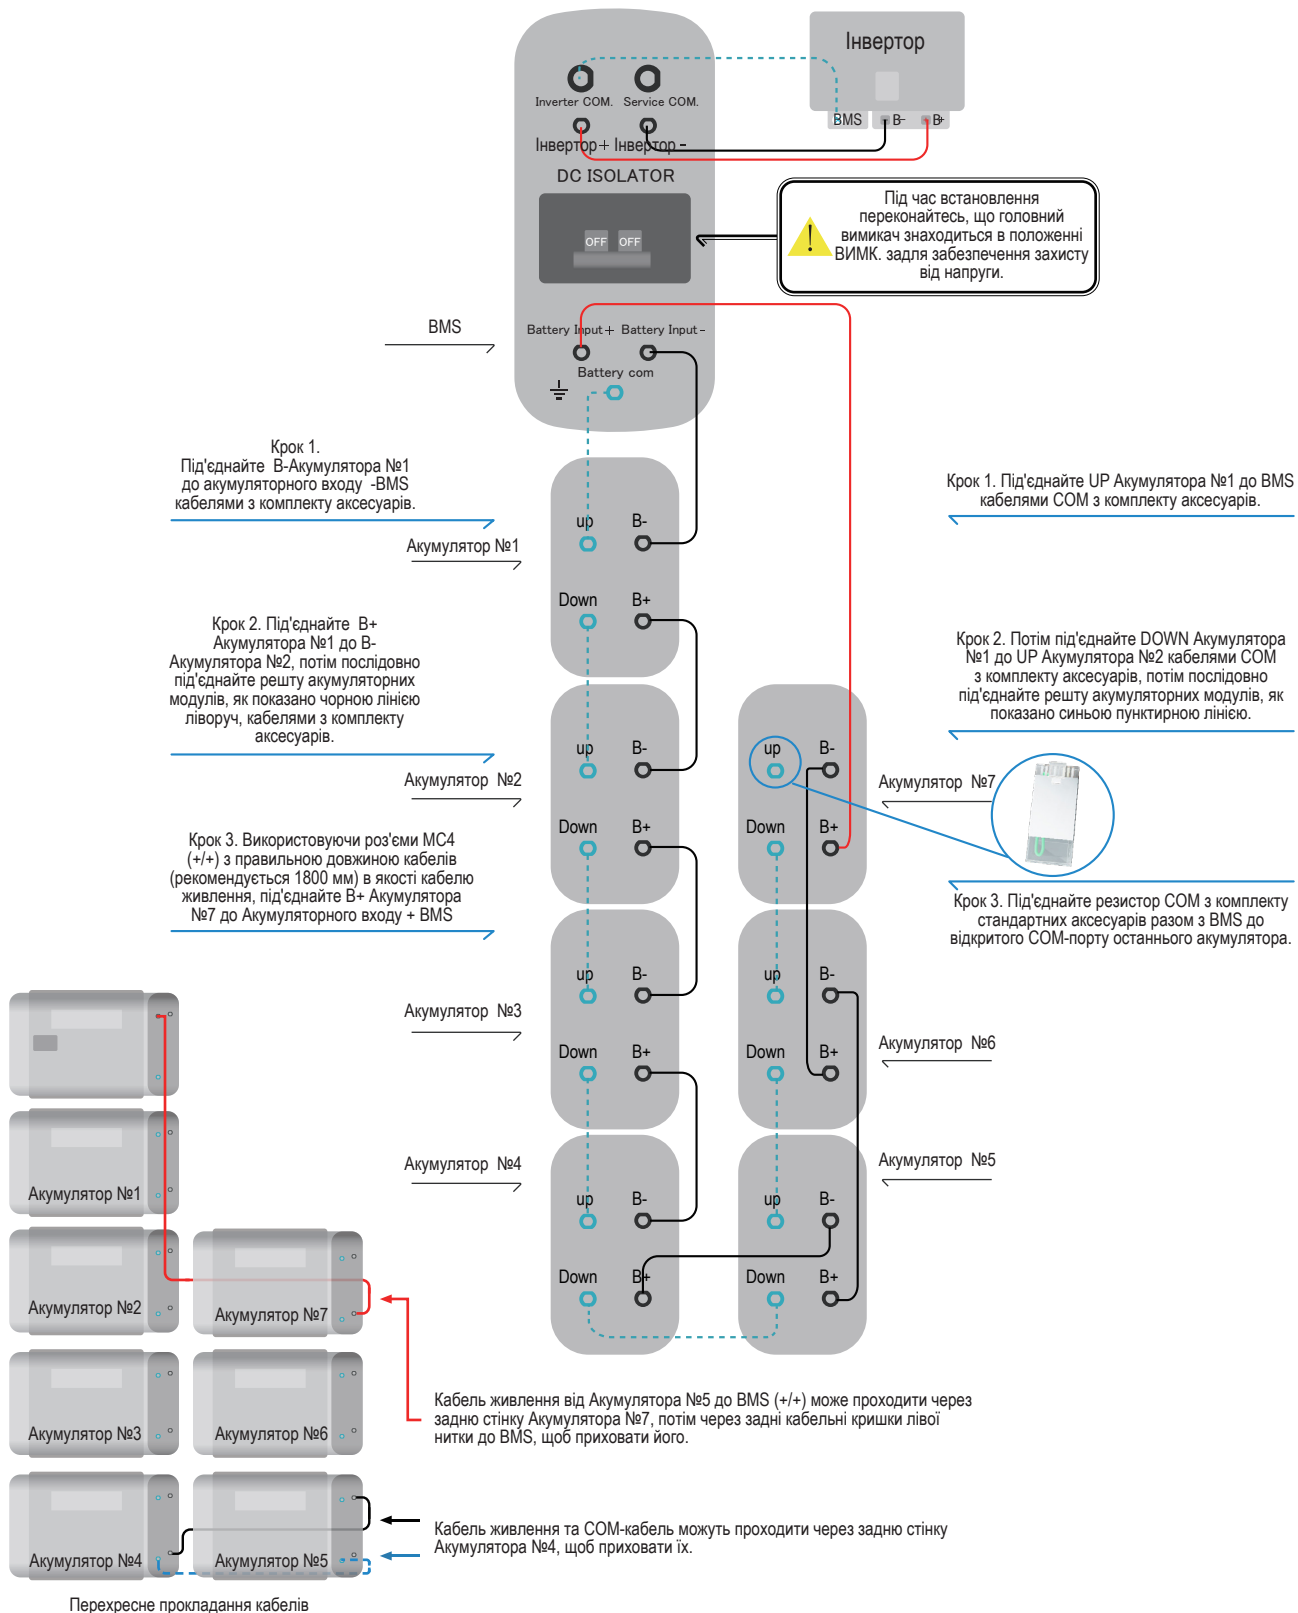 Інвертор
Inverter COM. Service COM.
BMS B- B+
Інвертор+ Інвертор-
DC ISOLATOR
OFF OFF
Під час встановлення
переконайтесь, що головний
вимикач знаходиться в положенні
ВИМК. задля забезпечення захисту
від напруги.
BMS
Battery Input+ Battery Input-
Battery com
Крок 1.
Під'єднайте В-Акумулятора №1
до акумуляторного входу -BMS
кабелями з комплекту аксесуарів.
Акумулятор №1
up B-
Down B+
Крок 1. Під'єднайте UP Акумулятора №1 до BMS
кабелями COM з комплекту аксесуарів.
Крок 2. Під'єднайте В+
Акумулятора №1 до В-
Акумулятора №2, потім послідовно
під'єднайте решту акумуляторних
модулів, як показано чорною лінією
ліворуч, кабелями з комплекту
аксесуарів.
Акумулятор №2
up B-
Down B+
Крок 2. Потім під'єднайте DOWN Акумулятора
№1 до UP Акумулятора №2 кабелями COM
з комплекту аксесуарів, потім послідовно
під'єднайте решту акумуляторних модулів, як
показано синьою пунктирною лінією.
up B-
Акумулятор №7
Down B+
Крок 3. Використовуючи роз'єми MC4
(+/+) з правильною довжиною кабелів
(рекомендується 1800 мм) в якості кабелю
живлення, під'єднайте В+ Акумулятора
№7 до Акумуляторного входу + BMS
Крок 3. Під'єднайте резистор COM з комплекту
стандартних аксесуарів разом з BMS до
відкритого COM-порту останнього акумулятора.
Акумулятор №3
up B-
Down B+
up B-
Down B+
Акумулятор №6
Акумулятор №4
up B-
Down B+
up B-
Down B+
Акумулятор №5
Акумулятор №1
Акумулятор №2
Акумулятор №7
Акумулятор №3
Акумулятор №6
Акумулятор №4
Акумулятор №5
Кабель живлення від Акумулятора №5 до BMS (+/+) може проходити через
задню стінку Акумулятора №7, потім через задні кабельні кришки лівої
нитки до BMS, щоб приховати його.
Кабель живлення та COM-кабель можуть проходити через задню стінку
Акумулятора №4, щоб приховати їх.
Перехресне прокладання кабелів